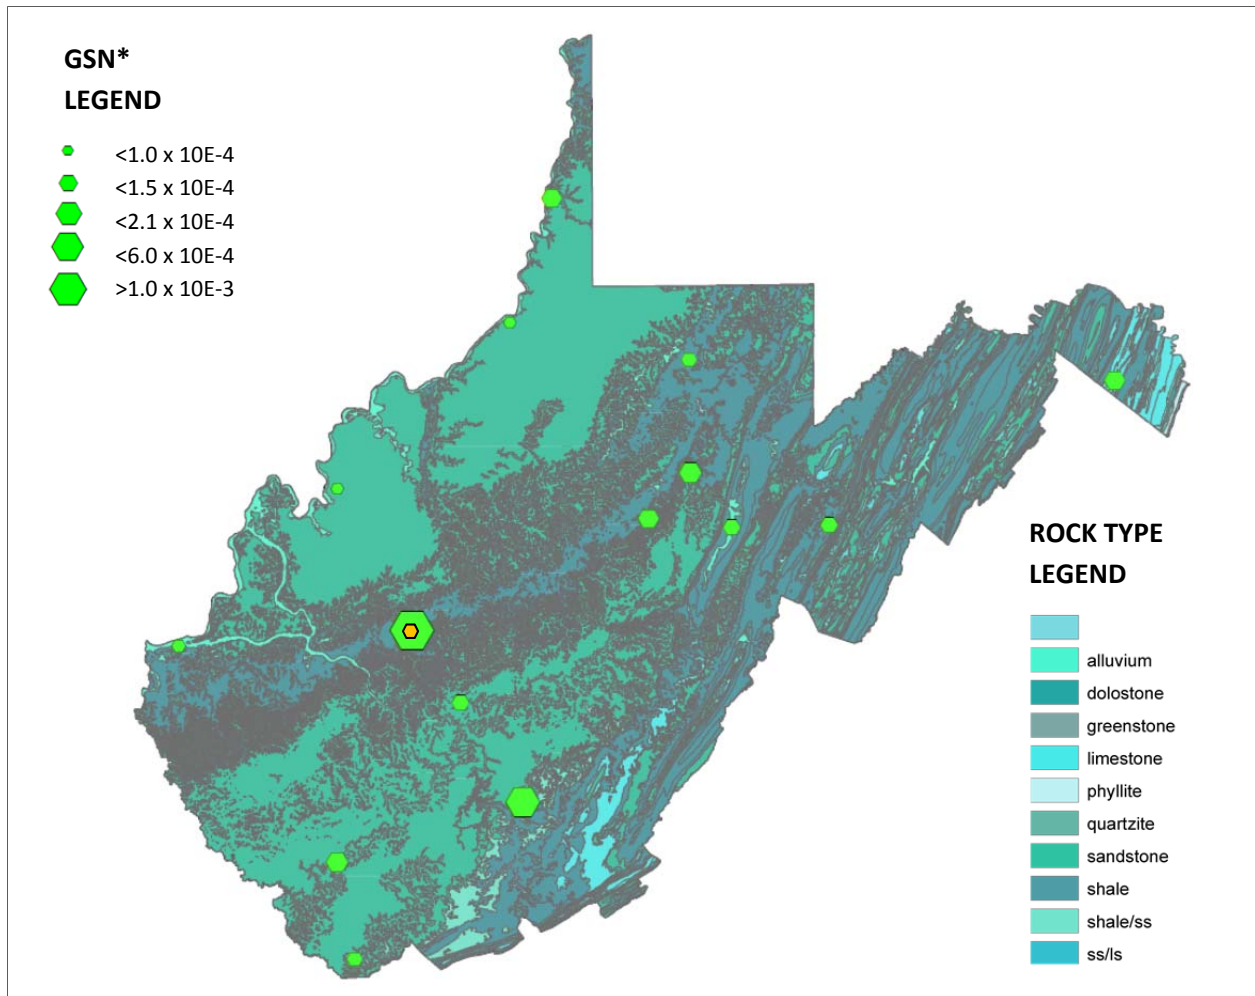 GSN*
LEGEND
<1.0 x 10E-4
<1.5 x 10E-4
<2.1 x 10E-4
<6.0 x 10E-4
>1.0 x 10E-3
ROCK TYPE
LEGEND
alluvium
dolostone
greenstone
limestone
phyllite
quartzite
sandstone
shale
shale/ss
ss/ls